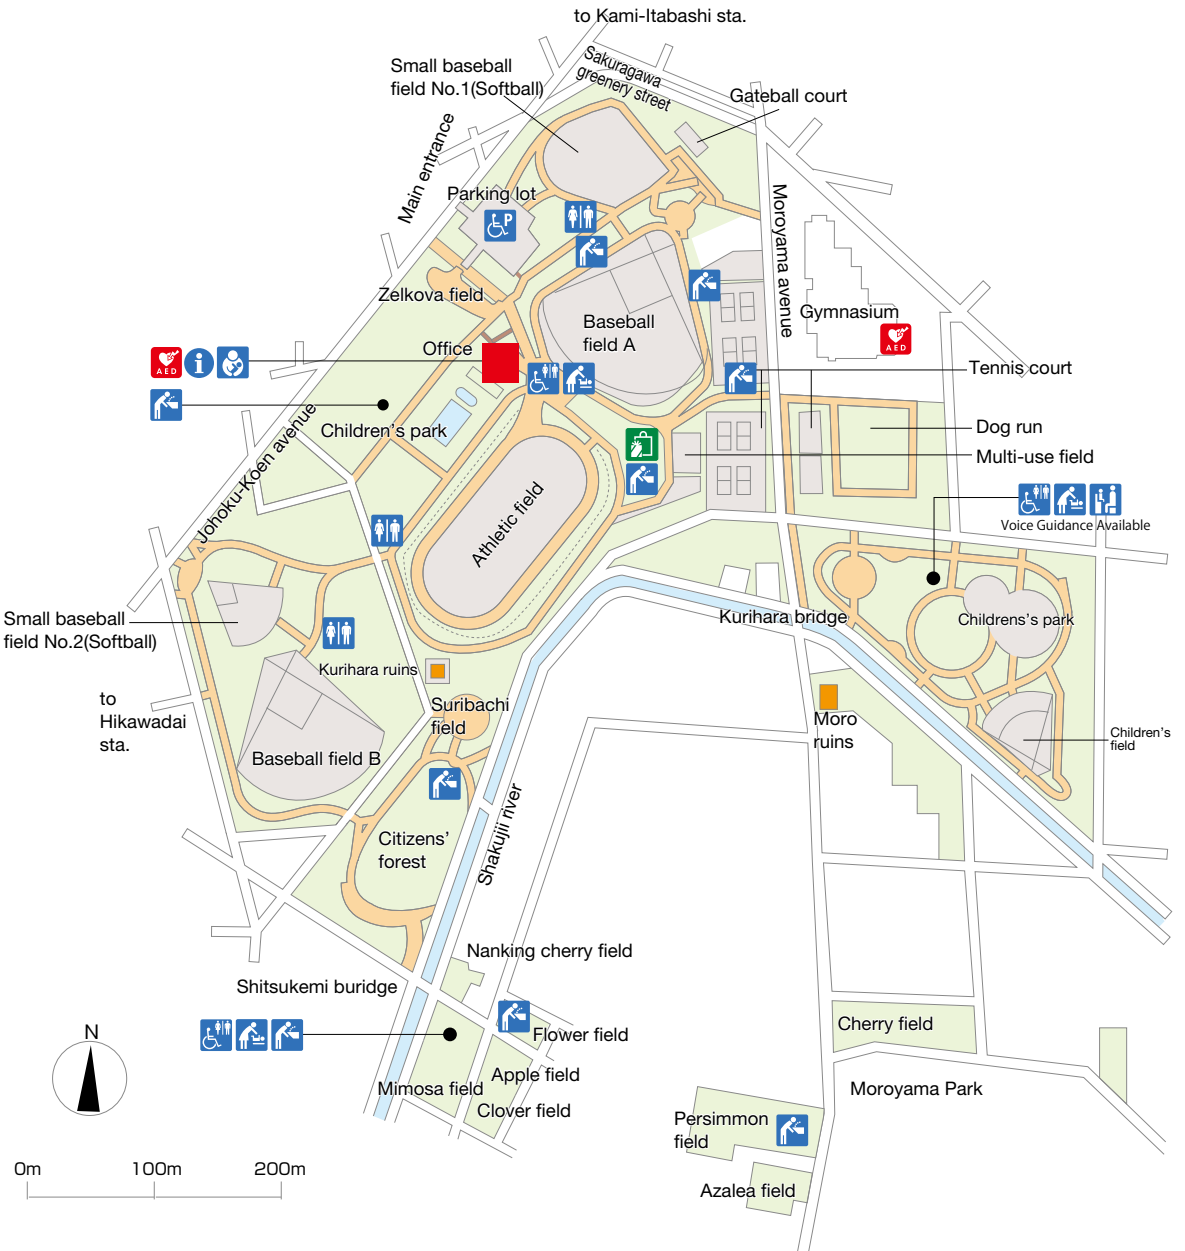 to Kami-Itabashi sta.
Sakuragawa
greenery street
Small baseball
field No.1(Softball)
Gateball court
Main entrance
Parking lot
P
Moroyama avenue
Zelkova field
Gymnasium
AED
Baseball
field A
Office
AED
i
Tennis court
Children's park
Dog run
Multi-use field
Johoku-Koen avenue
Athletic field
Voice Guidance Available
Small baseball
field No.2(Softball)
Kurihara bridge
Childrens's park
Kurihara ruins
to
Hikawadai
sta.
Suribachi
field
Moro
ruins
Children's
field
Baseball field B
Shakujii river
Citizens'
forest
Nanking cherry field
Shitsukemi buridge
Cherry field
Flower field
N
Apple field
Mimosa field
Clover field
Moroyama Park
Persimmon
field
0m 100m 200m
Azalea field